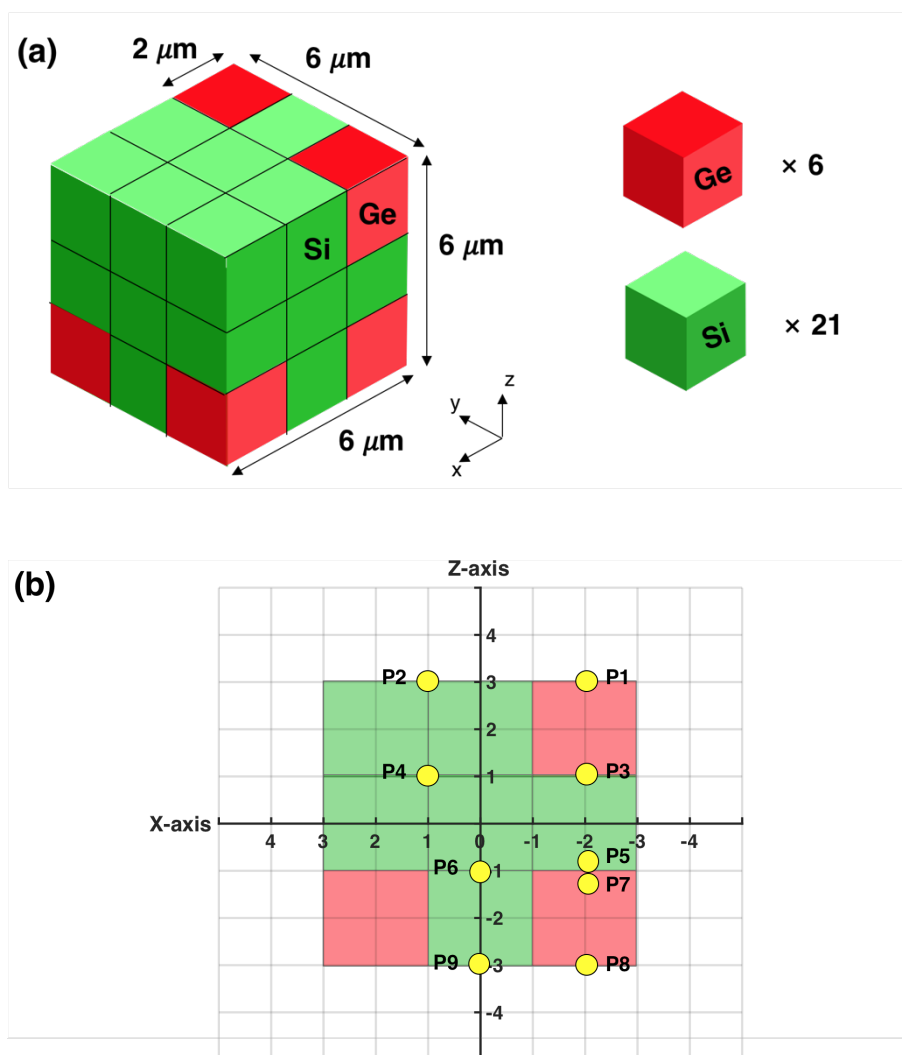 (a)
2 μm
6 μm
Ge
× 6
Ge
Si
6 μm
Si
× 21
z
y
x
6 μm
(b)
Z-axis
4
P2
3
P1
2
P4
1
P3
X-axis
4
3
2
1
0
-1
-2
-3
-4
P5
P6
1
P7
-2
P9
3
P8
-4